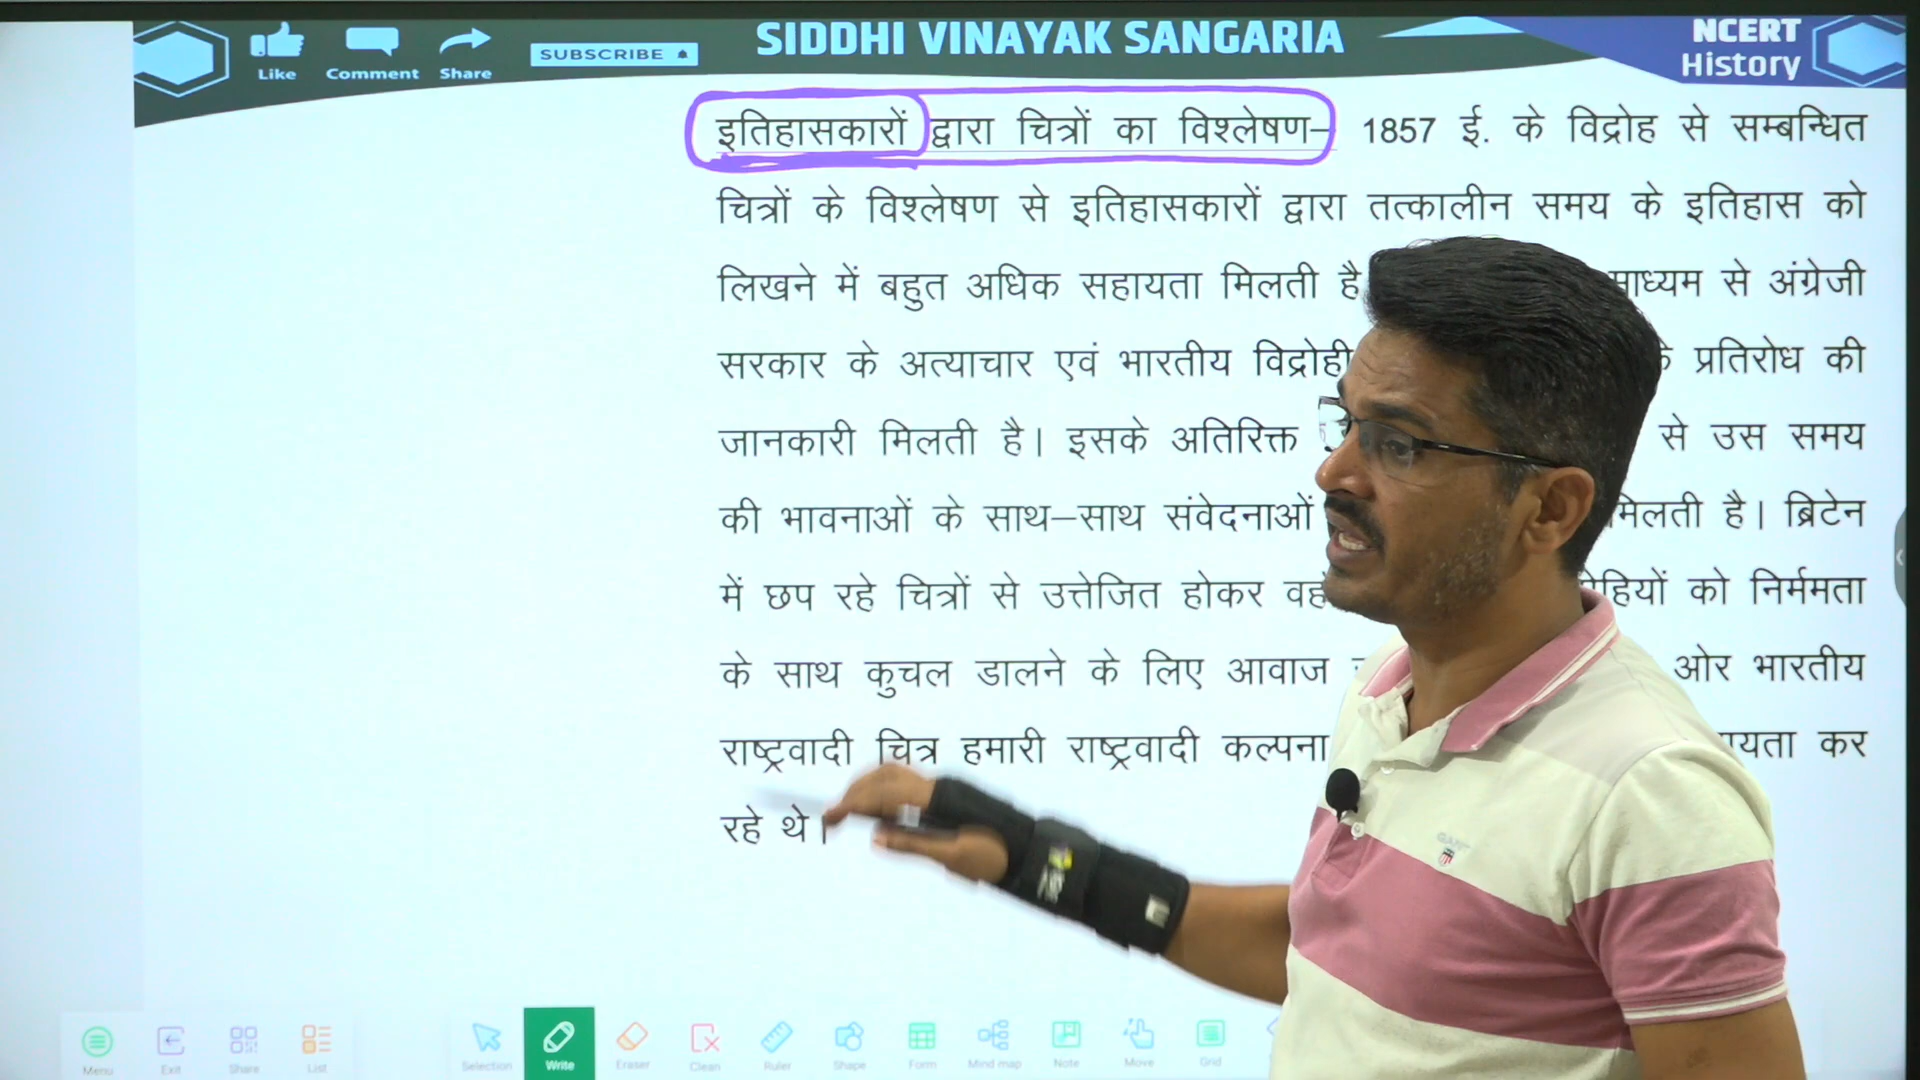 Like
Comment
Share
SUBSCRIBE
SIDDHI VINAYAK SANGARIA
NCERT
History
इतिहासकारों द्वारा चित्रों का विश्लेषण– 1857 ई. के विद्रोह से सम्बन्धित
चित्रों के विश्लेषण से इतिहासकारों द्वारा तत्कालीन समय के इतिहास को
लिखने में बहुत अधिक सहायता मिलती है माध्यम से अंग्रेजी
सरकार के अत्याचार एवं भारतीय विद्रोही के प्रतिरोध की
जानकारी मिलती है। इसके अतिरिक्त से उस समय
की भावनाओं के साथ–साथ संवेदनाओं मिलती है। ब्रिटेन
में छप रहे चित्रों से उत्तेजित होकर को निर्ममता
के साथ कुचल डालने के लिए आवाज ओर भारतीय
राष्ट्रवादी चित्र हमारी राष्ट्रवादी कल्पना कर
रहे थे।
GANT
Menu
Exit
Share
List
Selection
Write
Eraser
Clean
Ruler
Shape
Form
Mind map
Note
Move
Grid